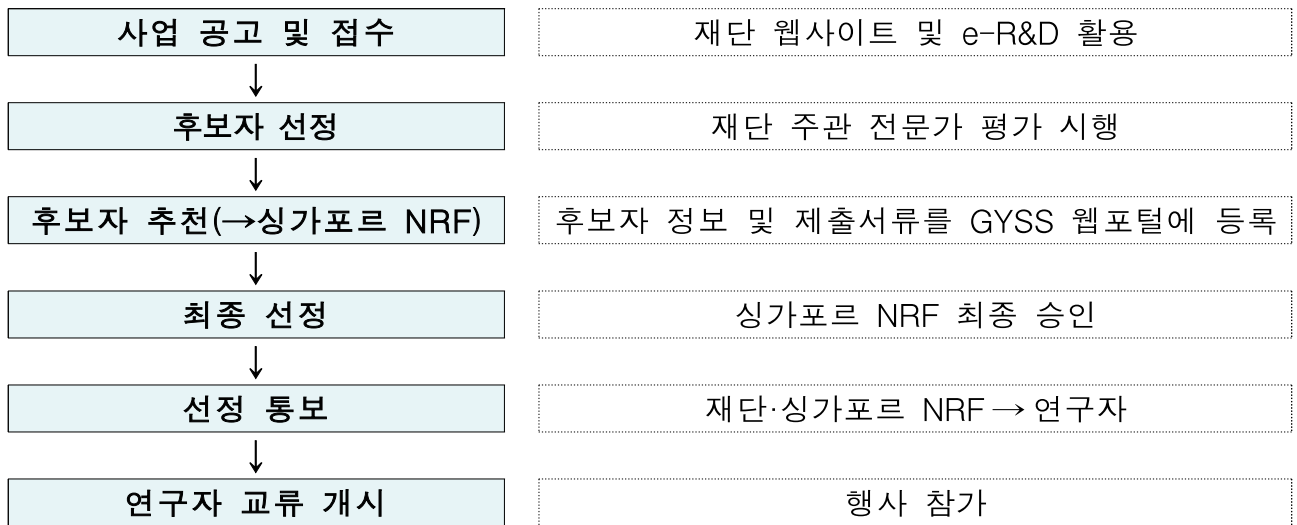 사업 공고 및 접수
재단 웹사이트 및 e-R&D 활용
↓
후보자 선정
재단 주관 전문가 평가 시행
↓
후보자 추천(→싱가포르 NRF)
후보자 정보 및 제출서류를 GYSS 웹포털에 등록
↓
최종 선정
싱가포르 NRF 최종 승인
↓
선정 통보
재단·싱가포르 NRF → 연구자
↓
연구자 교류 개시
행사 참가